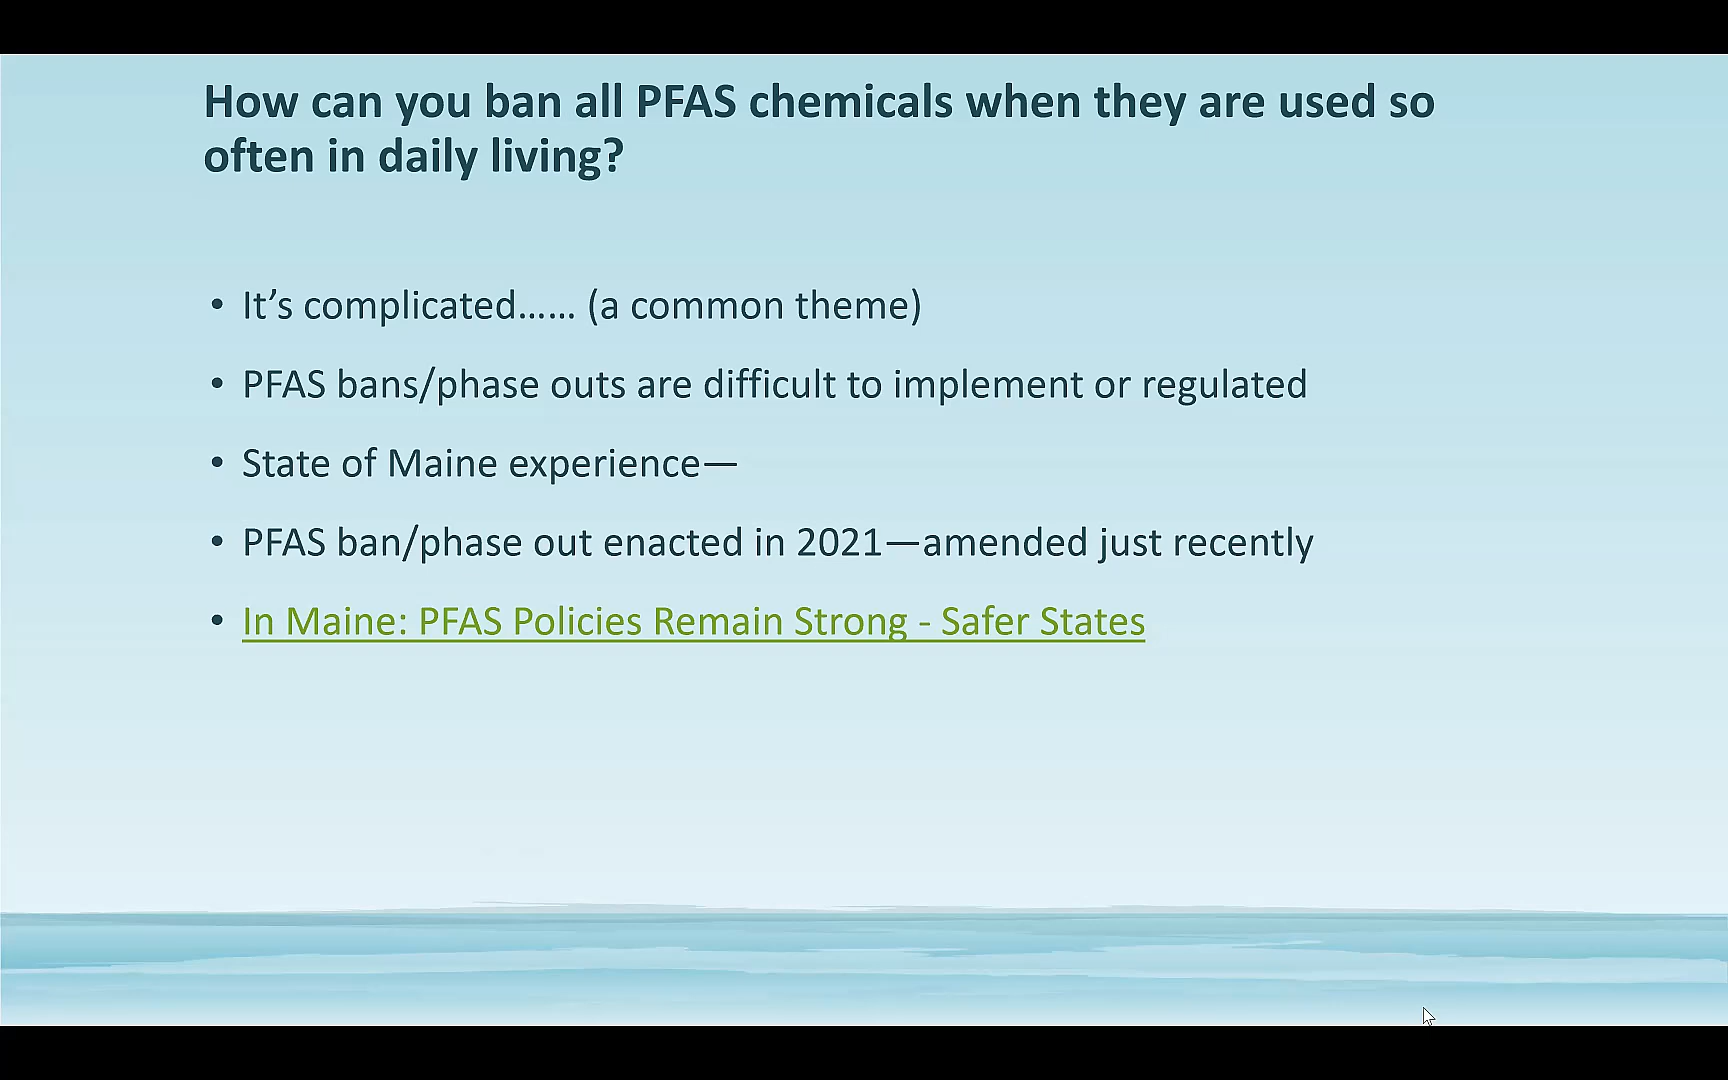 How can you ban all PFAS chemicals when they are used so
often in daily living?
• It’s complicated…… (a common theme)
• PFAS bans/phase outs are difficult to implement or regulated
• State of Maine experience—
• PFAS ban/phase out enacted in 2021—amended just recently
• In Maine: PFAS Policies Remain Strong - Safer States